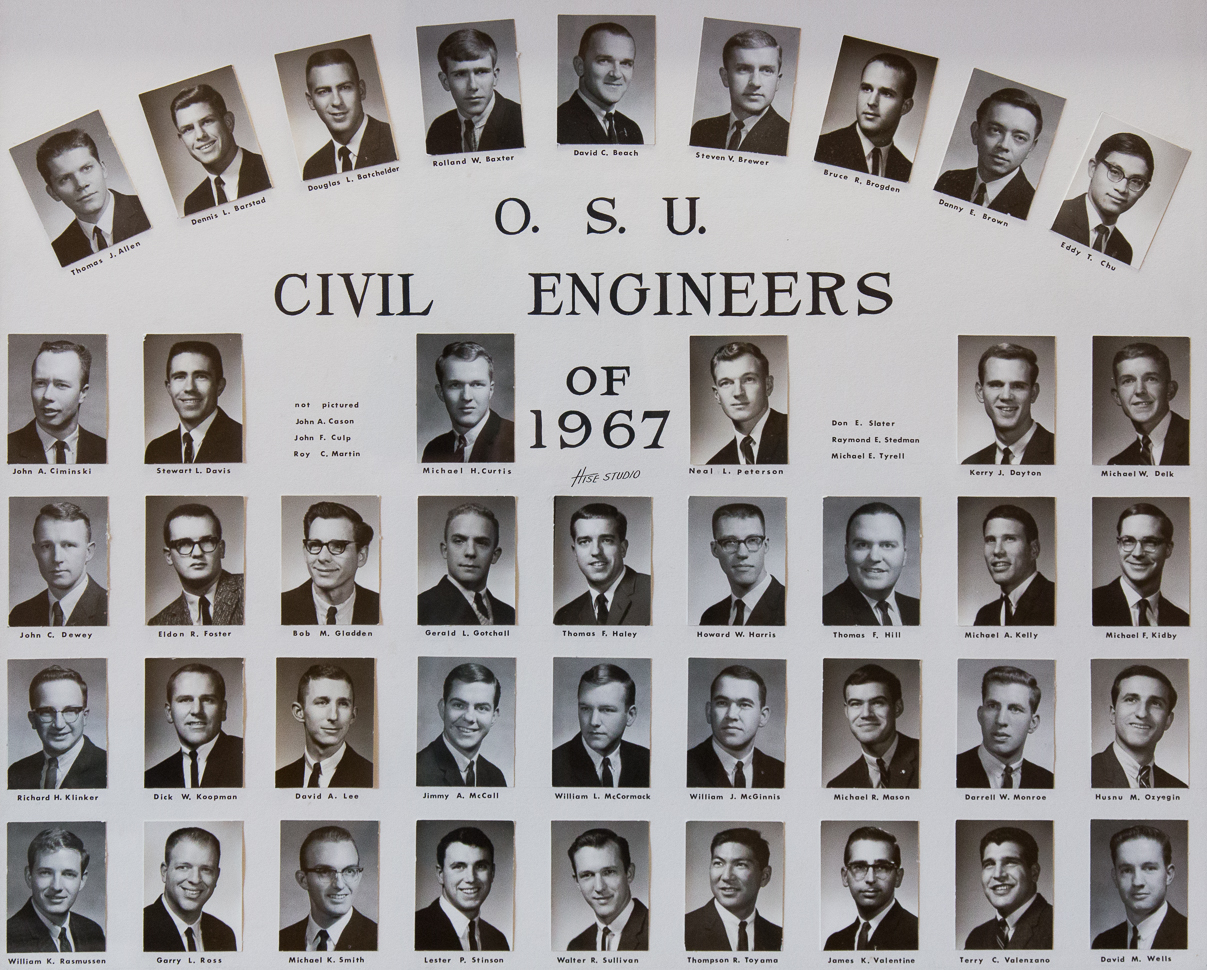 Thomas J. Allen
Dennis L. Barstad
Douglas L. Batchelder
Rolland W. Baxter
David C. Beach
Steven V. Brewer
Bruce R. Brogden
Danny E. Brown
Eddy T. Chu
O. S. U.
CIVIL ENGINEERS
OF
1967
HISE STUDIO
John A. Ciminski
Stewart L. Davis
not pictured
John A. Cason
John F. Culp
Roy C. Martin
Michael H. Curtis
Neal L. Peterson
Don E. Slater
Raymond E. Stedman
Michael E. Tyrell
Kerry J. Dayton
Michael W. Delk
John C. Dewey
Eldon R. Foster
Bob M. Gladden
Gerald L. Gotchall
Thomas F. Haley
Howard W. Harris
Thomas F. Hill
Michael A. Kelly
Michael F. Kidby
Richard H. Klinker
Dick W. Koopman
David A. Lee
Jimmy A. McCall
William L. McCormack
William J. McGinnis
Michael R. Mason
Darrell W. Monroe
Husnu M. Ozyegin
William K. Rasmussen
Garry L. Ross
Michael K. Smith
Lester P. Stinson
Walter R. Sullivan
Thompson R. Toyama
James K. Valentine
Terry C. Valenzano
David M. Wells